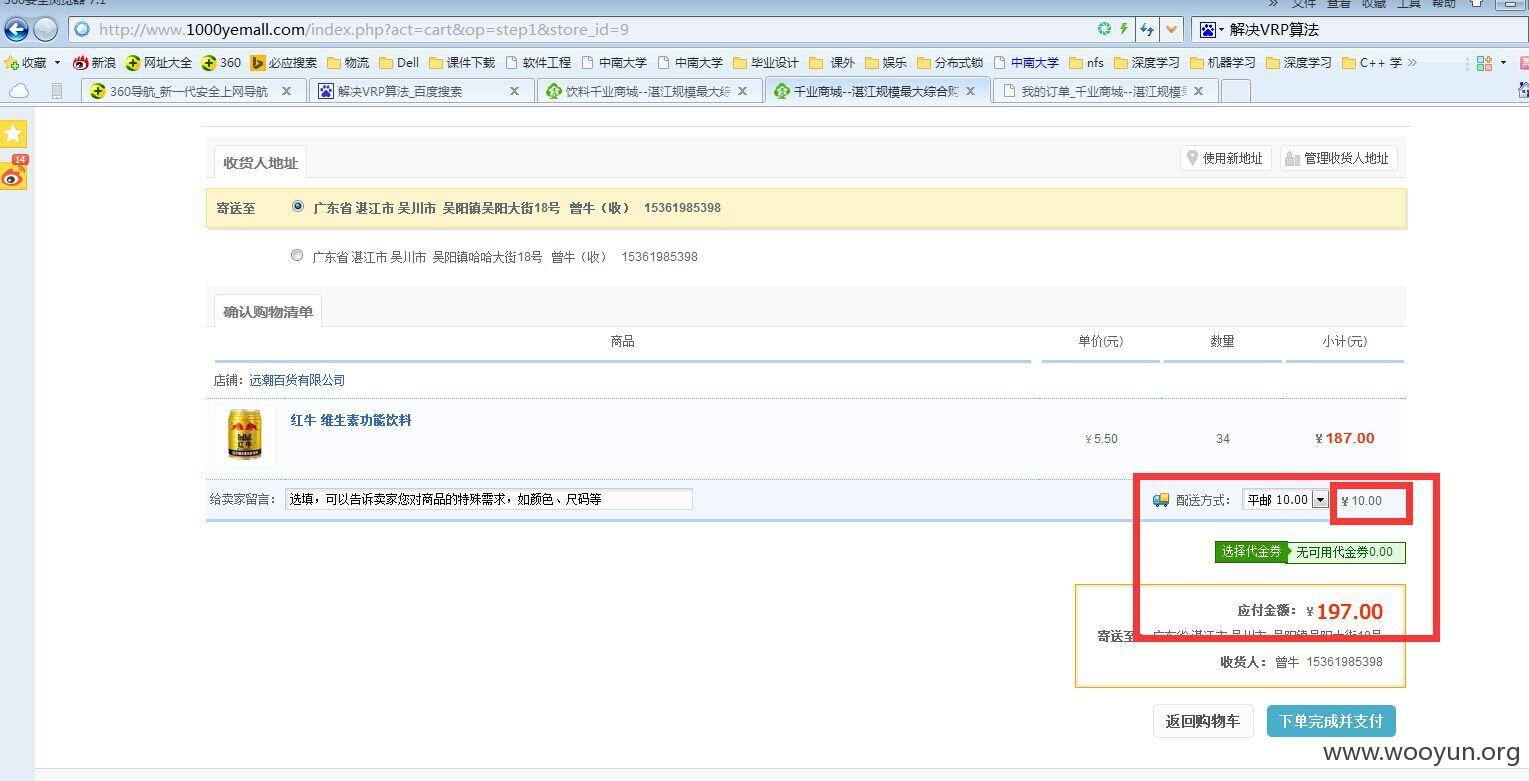 360安全浏览器 7.1
» 文件 查看 收藏 工具 帮助
http://www.1000yemall.com/index.php?act=cart&op=step1&store_id=9
解决VRP算法
收藏 新浪 网址大全 360 必应搜索 物流 Dell 课件下载 软件工程 中南大学 中南大学 毕业设计 课外 娱乐 分布式锁 中南大学 nfs 深度学习 机器学习 深度学习 C++ 学 »
360导航_新一代安全上网导航
解决VRP算法_百度搜索
饮料千业商城--湛江规模最大综
千业商城--湛江规模最大综合购
我的订单_千业商城--湛江规模
14
收货人地址
使用新地址
管理收货人地址
寄送至 广东省 湛江市 吴川市 吴阳镇吴阳大街18号 曾牛（收） 15361985398
广东省 湛江市 吴川市 吴阳镇哈哈大街18号 曾牛（收） 15361985398
确认购物清单
商品 单价(元) 数量 小计(元)
店铺：远潮百货有限公司
红牛 维生素功能饮料
¥5.50 34 ¥187.00
给卖家留言： 选填，可以告诉卖家您对商品的特殊需求，如颜色、尺码等
配送方式： 平邮 10.00 ¥10.00
选择代金券 无可用代金券0.00
应付金额：¥197.00
寄送至： 广东省 湛江市 吴川市 吴阳镇吴阳大街18号
收货人： 曾牛 15361985398
返回购物车
下单完成并支付
www.wooyun.org